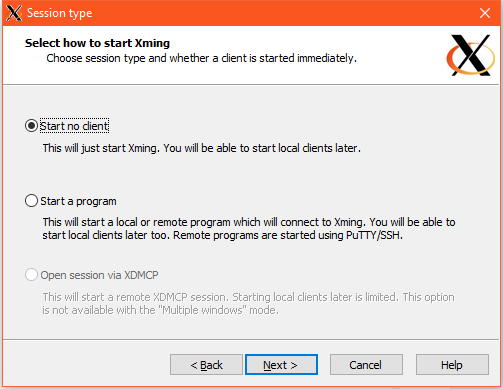 Session type
Select how to start Xming
Choose session type and whether a client is started immediately.
Start no client
This will just start Xming. You will be able to start local clients later.
Start a program
This will start a local or remote program which will connect to Xming. You will be able to
start local clients later too. Remote programs are started using PuTTY/SSH.
Open session via XDMCP
This will start a remote XDMCP session. Starting local clients later is limited. This option
is not available with the "Multiple windows" mode.
< Back
Next >
Cancel
Help